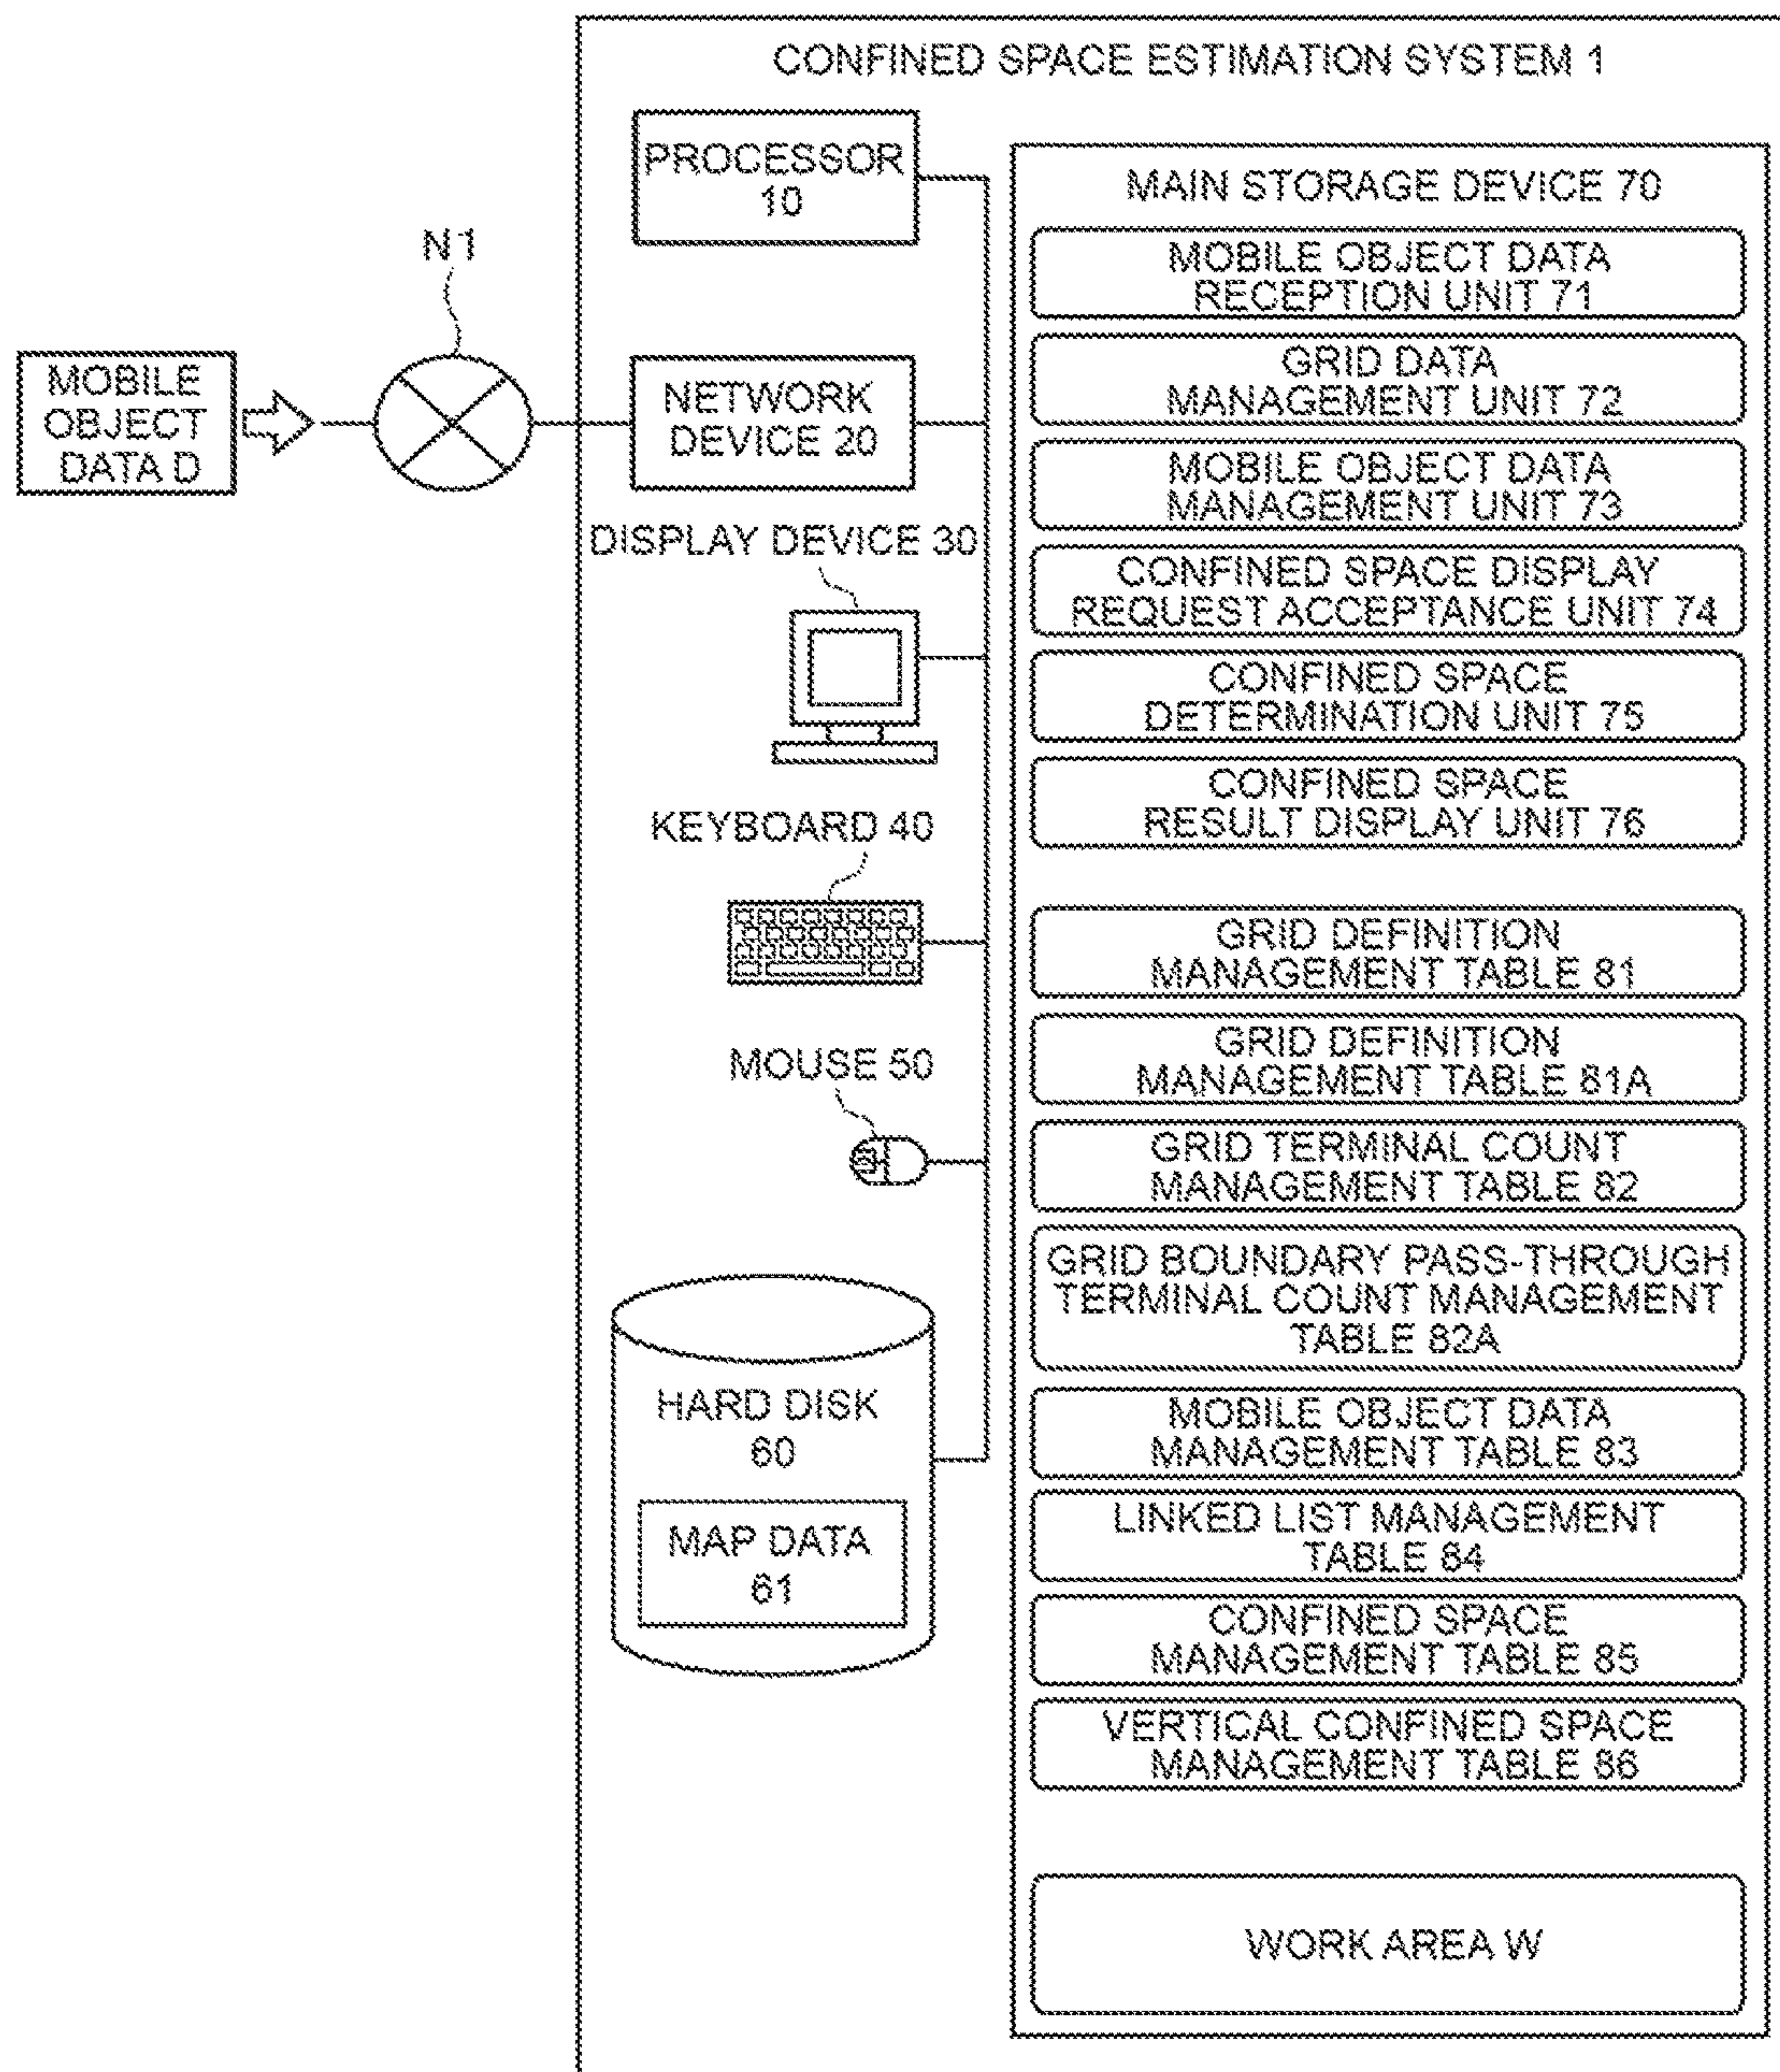 CONFINED SPACE ESTIMATION SYSTEM 1
PROCESSOR
10
N1
MOBILE
OBJECT
DATA D
NETWORK
DEVICE 20
DISPLAY DEVICE 30
KEYBOARD 40
MOUSE 50
HARD DISK
60
MAP DATA
61
MAIN STORAGE DEVICE 70
MOBILE OBJECT DATA
RECEPTION UNIT 71
GRID DATA
MANAGEMENT UNIT 72
MOBILE OBJECT DATA
MANAGEMENT UNIT 73
CONFINED SPACE DISPLAY
REQUEST ACCEPTANCE UNIT 74
CONFINED SPACE
DETERMINATION UNIT 75
CONFINED SPACE
RESULT DISPLAY UNIT 76
GRID DEFINITION
MANAGEMENT TABLE 81
GRID DEFINITION
MANAGEMENT TABLE 81A
GRID TERMINAL COUNT
MANAGEMENT TABLE 82
GRID BOUNDARY PASS-THROUGH
TERMINAL COUNT MANAGEMENT
TABLE 82A
MOBILE OBJECT DATA
MANAGEMENT TABLE 83
LINKED LIST MANAGEMENT
TABLE 84
CONFINED SPACE
MANAGEMENT TABLE 85
VERTICAL CONFINED SPACE
MANAGEMENT TABLE 86
WORK AREA W